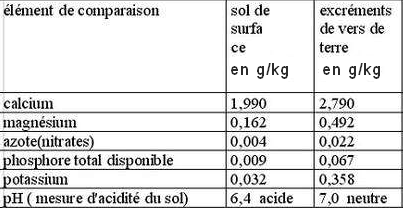 élément de comparaison sol de surfa ce en g/kg excréments de vers de terre en g/kg
calcium 1,990 2,790
magnésium 0,162 0,492
azote(nitrates) 0,004 0,022
phosphore total disponible 0,009 0,067
potassium 0,032 0,358
pH ( mesure d'acidité du sol) 6,4 acide 7,0 neutre